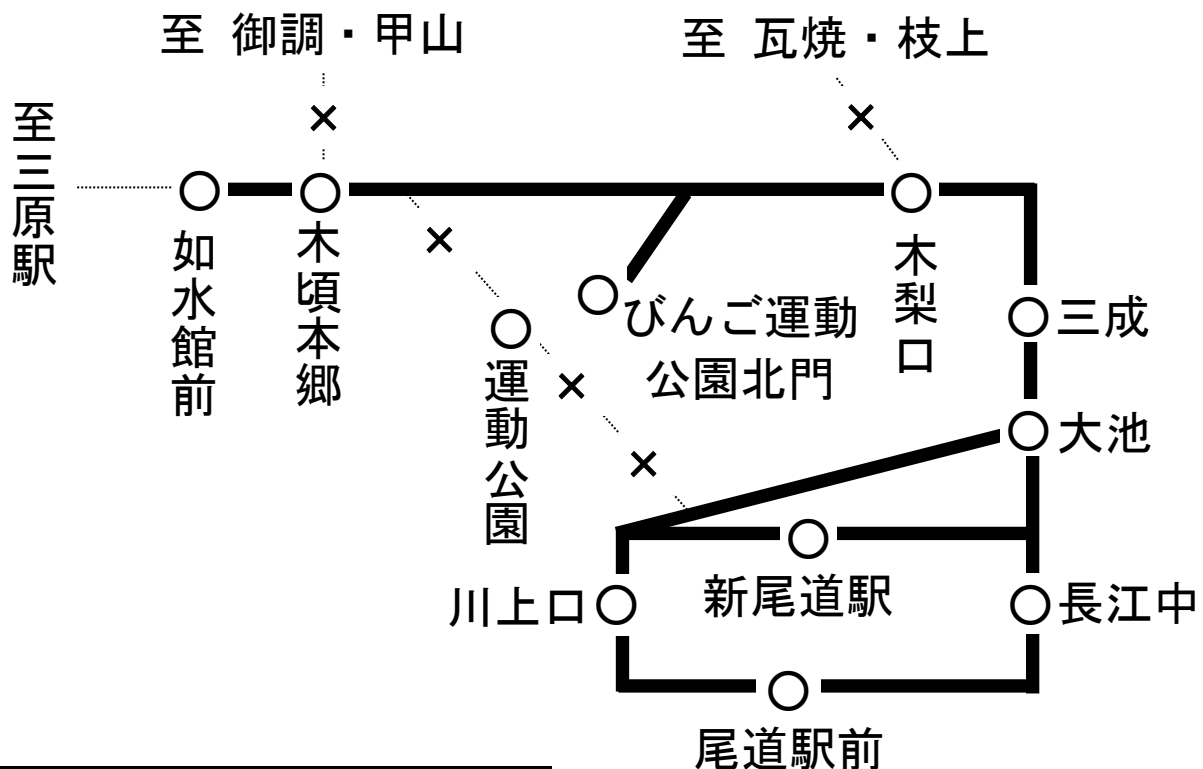 至 御調・甲山
至 瓦焼・枝上
至三原駅
如水館前
木頃本郷
運動公園
びんご運動
公園北門
木梨口
三成
大池
新尾道駅
川上口
長江中
尾道駅前